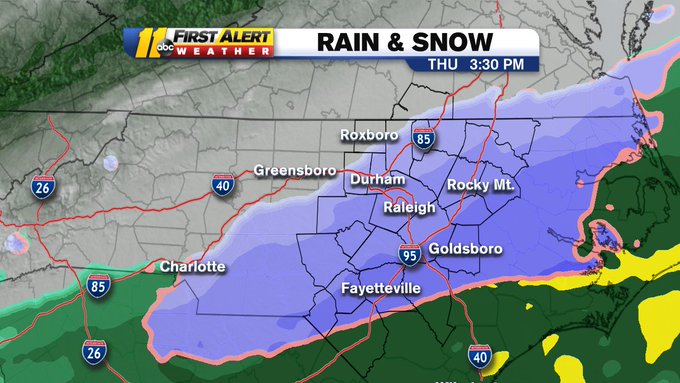 11 abc FIRST ALERT
WEATHER
RAIN & SNOW
THU 3:30 PM
Roxboro
85
Greensboro
Durham
26
40
Rocky Mt.
Raleigh
95
Goldsboro
Charlotte
85
Fayetteville
26
40